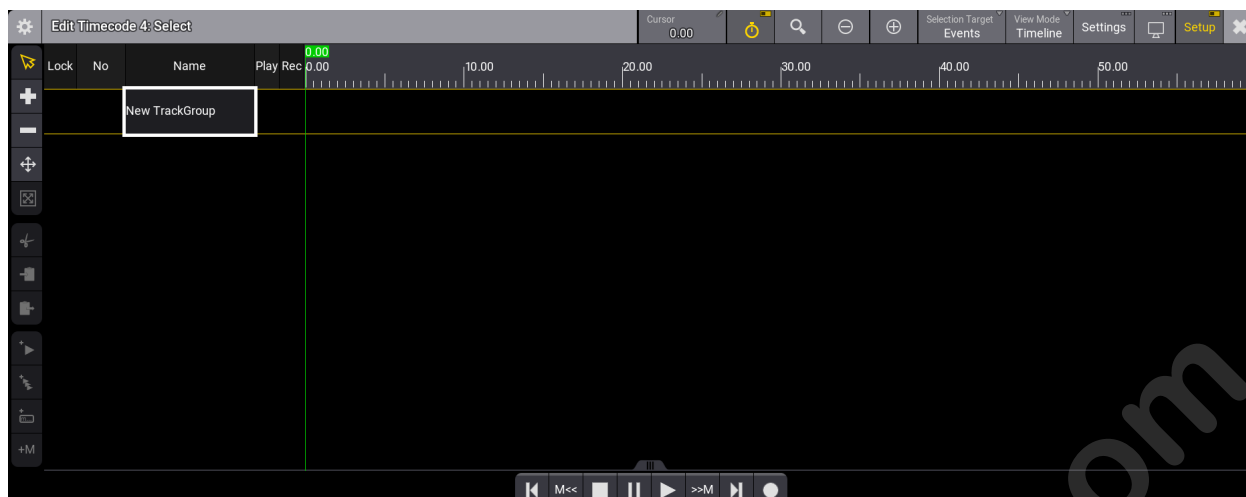 Edit Timecode 4: Select
Cursor
0.00
Selection Target
Events
View Mode
Timeline
Settings
Setup
Lock No Name Play Rec
0.00
0.00 10.00 20.00 30.00 40.00 50.00
New TrackGroup
+M
M<< >>M
om